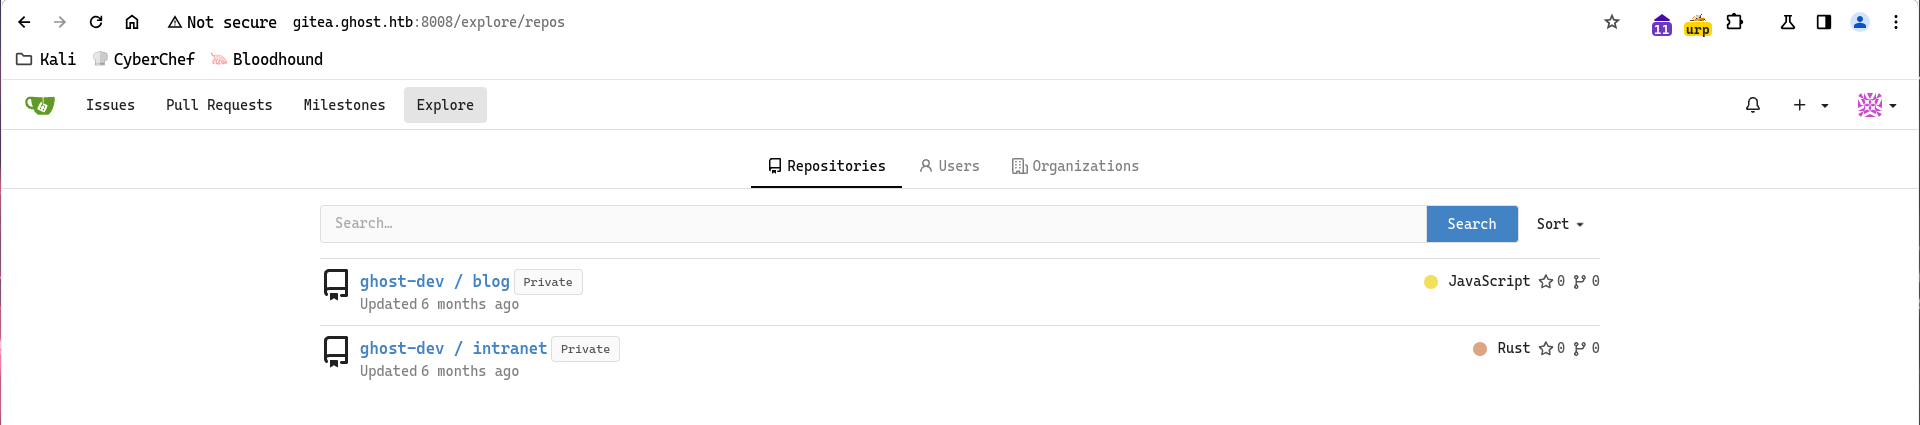 Not secure gitea.ghost.htb:8008/explore/repos 11 urp
Kali CyberChef Bloodhound
Issues Pull Requests Milestones Explore
Repositories Users Organizations
Search… Search Sort
ghost-dev / blog Private JavaScript 0 0
Updated 6 months ago
ghost-dev / intranet Private Rust 0 0
Updated 6 months ago